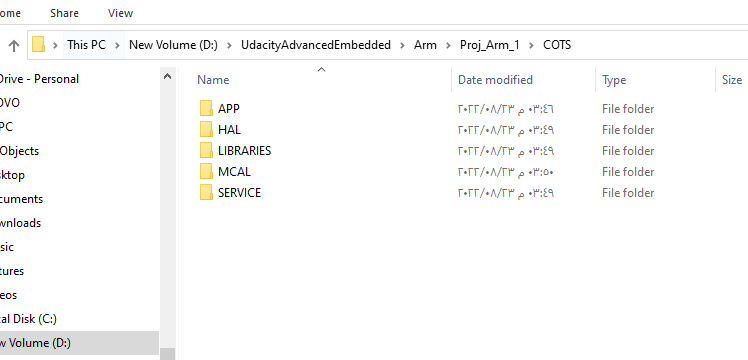 ome Share View
This PC New Volume (D:) UdacityAdvancedEmbedded Arm Proj_Arm_1 COTS
Name Date modified Type Size
APP ٢٠٢٢/٠٨/٢٣ ٠٣:٤٦ م File folder
HAL ٢٠٢٢/٠٨/٢٣ ٠٣:٤٩ م File folder
LIBRARIES ٢٠٢٢/٠٨/٢٣ ٠٣:٤٩ م File folder
MCAL ٢٠٢٢/٠٨/٢٣ ٠٣:٥٠ م File folder
SERVICE ٢٠٢٢/٠٨/٢٣ ٠٣:٤٩ م File folder
Drive - Personal
OVO
PC
Objects
sktop
cuments
wnloads
sic
tures
eos
al Disk (C:)
w Volume (D:)